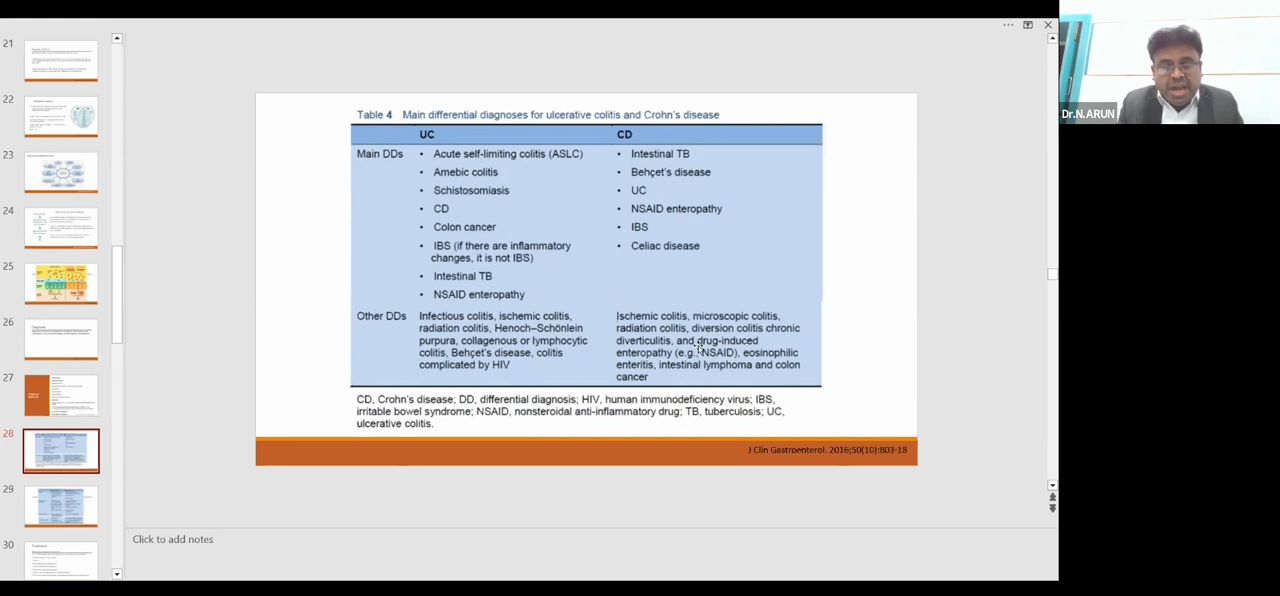 Dr.N.ARUN
21
22
23
24
25
26
27
28
29
30
Table 4 Main differential diagnoses for ulcerative colitis and Crohn's disease
UC CD
Main DDs • Acute self-limiting colitis (ASLC) • Intestinal TB
• Amebic colitis • Behçet's disease
• Schistosomiasis • UC
• CD • NSAID enteropathy
• Colon cancer • IBS
• IBS (if there are inflammatory • Celiac disease
changes, it is not IBS)
• Intestinal TB
• NSAID enteropathy
Other DDs Infectious colitis, ischemic colitis, Ischemic colitis, microscopic colitis,
radiation colitis, Henoch–Schönlein radiation colitis, diversion colitis chronic
purpura, collagenous or lymphocytic diverticulitis, and drug-induced
colitis, Behçet's disease, colitis enteropathy (e.g., NSAID), eosinophilic
complicated by HIV enteritis, intestinal lymphoma and colon
cancer
CD, Crohn's disease; DD, differential diagnosis; HIV, human immunodeficiency virus; IBS,
irritable bowel syndrome; NSAID, nonsteroidal anti-inflammatory drug; TB, tuberculosis; UC,
ulcerative colitis.
J Clin Gastroenterol. 2016;50(10):803-18
Click to add notes